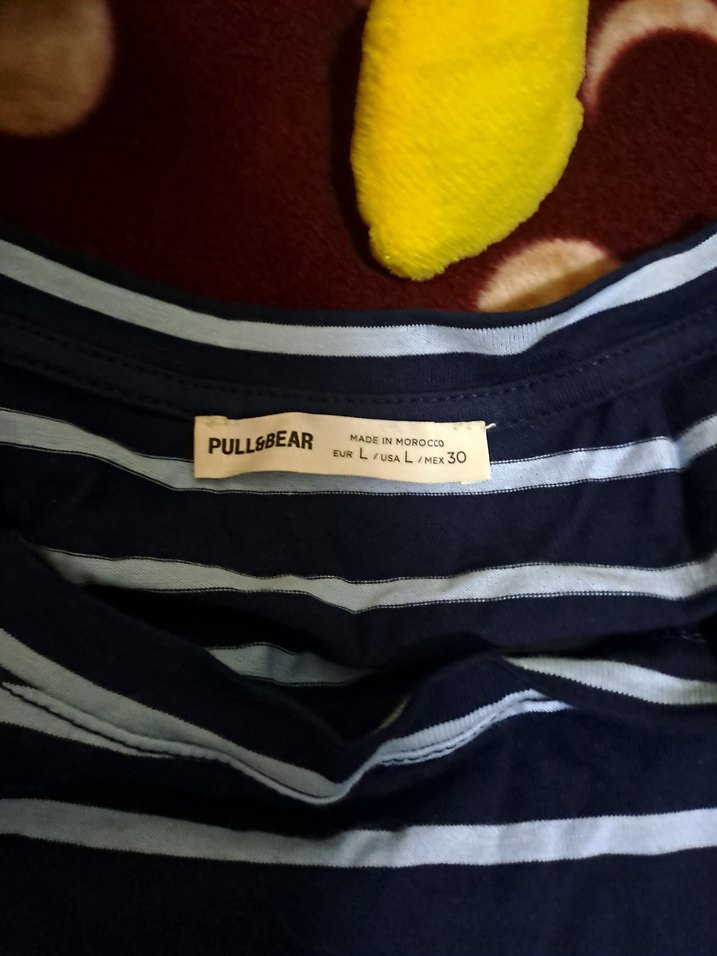 PULL&BEAR
MADE IN MOROCCO
EUR L / USA L / MEX 30